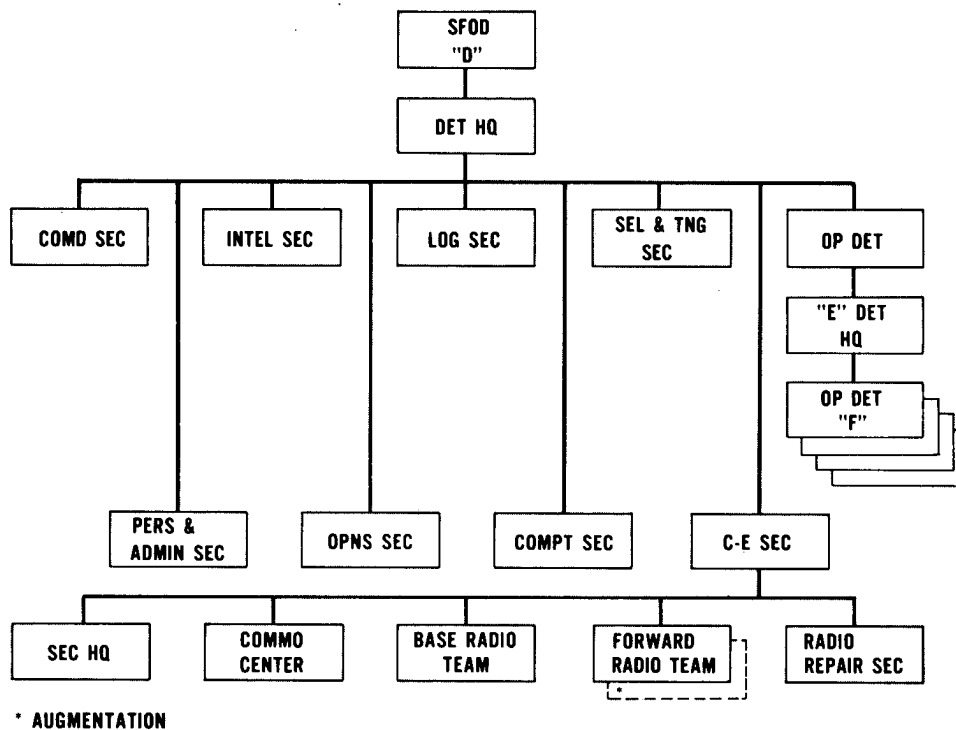 SFOD
"D"
DET HQ
COMD SEC
INTEL SEC
LOG SEC
SEL & TNG
SEC
OP DET
"E" DET
HQ
OP DET
"F"
PERS &
ADMIN SEC
OPNS SEC
COMPT SEC
C-E SEC
SEC HQ
COMMO
CENTER
BASE RADIO
TEAM
FORWARD
RADIO TEAM
*
RADIO
REPAIR SEC
* AUGMENTATION